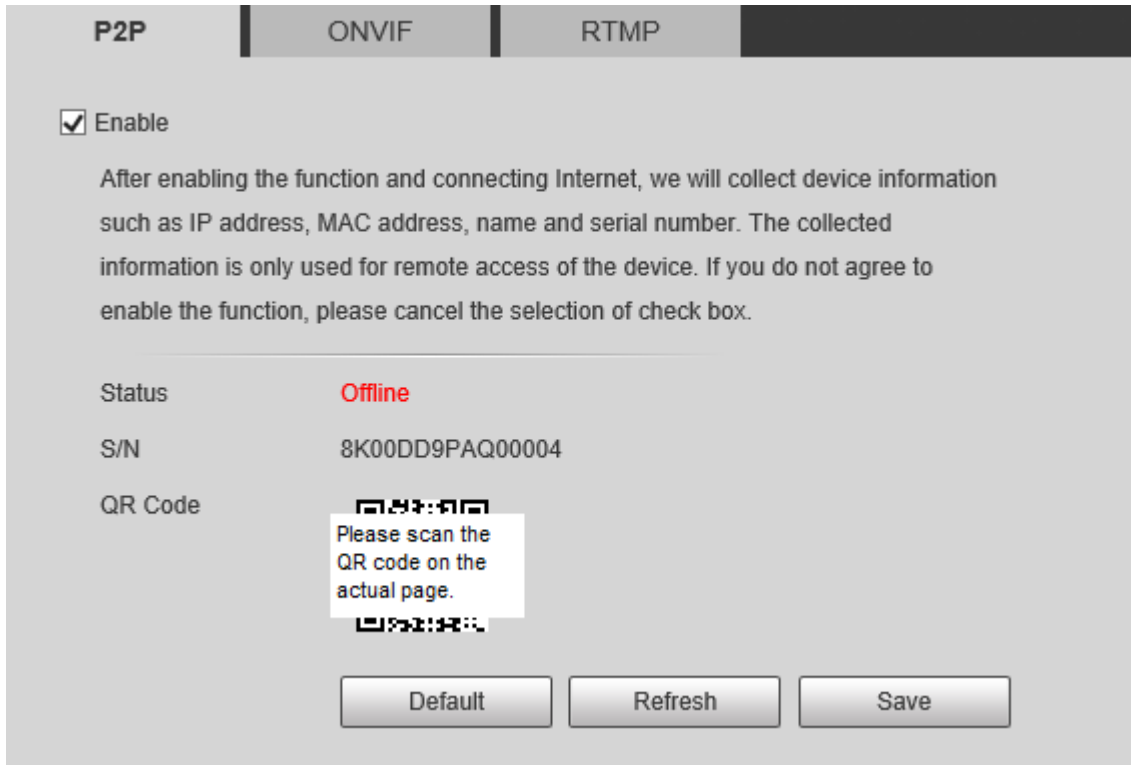 P2P ONVIF RTMP
Enable
After enabling the function and connecting Internet, we will collect device information
such as IP address, MAC address, name and serial number. The collected
information is only used for remote access of the device. If you do not agree to
enable the function, please cancel the selection of check box.
Status Offline
S/N 8K00DD9PAQ00004
QR Code
Please scan the
QR code on the
actual page.
Default Refresh Save